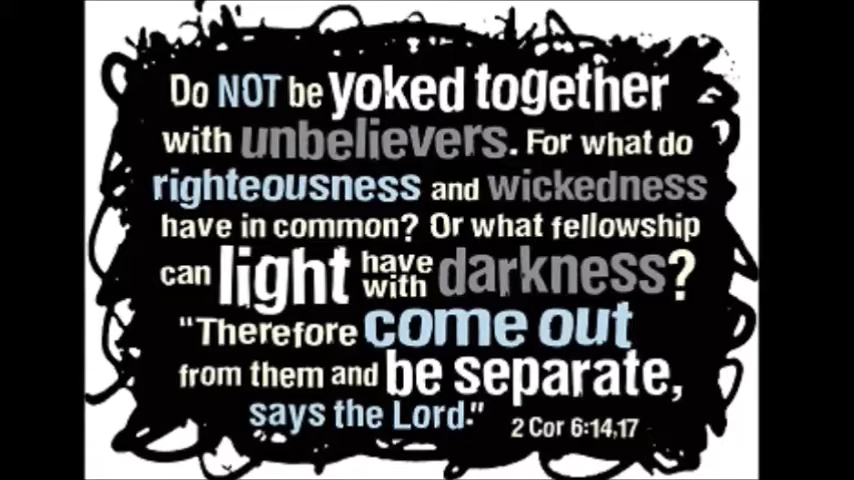 Do NOT be yoked together
with unbelievers. For what do
righteousness and wickedness
have in common? Or what fellowship
can light have with darkness?
"Therefore come out
from them and be separate,
says the Lord."
2 Cor 6:14,17